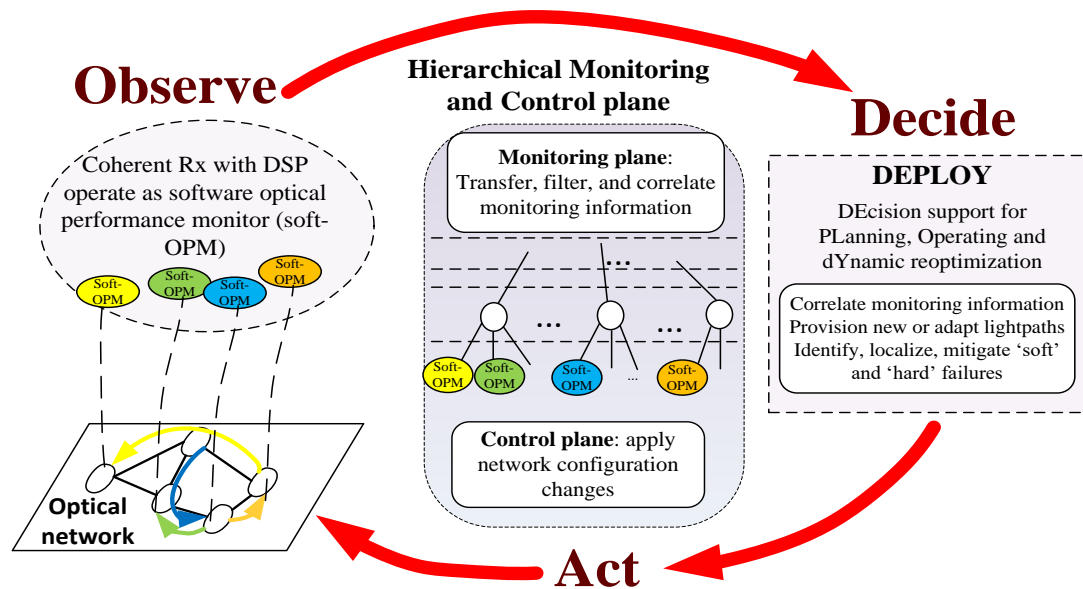 Observe
Coherent Rx with DSP
operate as software optical
performance monitor (soft-
OPM)
Soft-
OPM
Soft-
OPM
Soft-
OPM
Soft-
OPM
Optical
network
Hierarchical Monitoring
and Control plane
Monitoring plane:
Transfer, filter, and correlate
monitoring information
...
... ...
Soft-
OPM
Soft-
OPM
Soft-
OPM
...
Soft-
OPM
Control plane: apply
network configuration
changes
Decide
DEPLOY
DEcision support for
PLanning, Operating and
dYnamic reoptimization
Correlate monitoring information
Provision new or adapt lightpaths
Identify, localize, mitigate ‘soft’
and ‘hard’ failures
Act